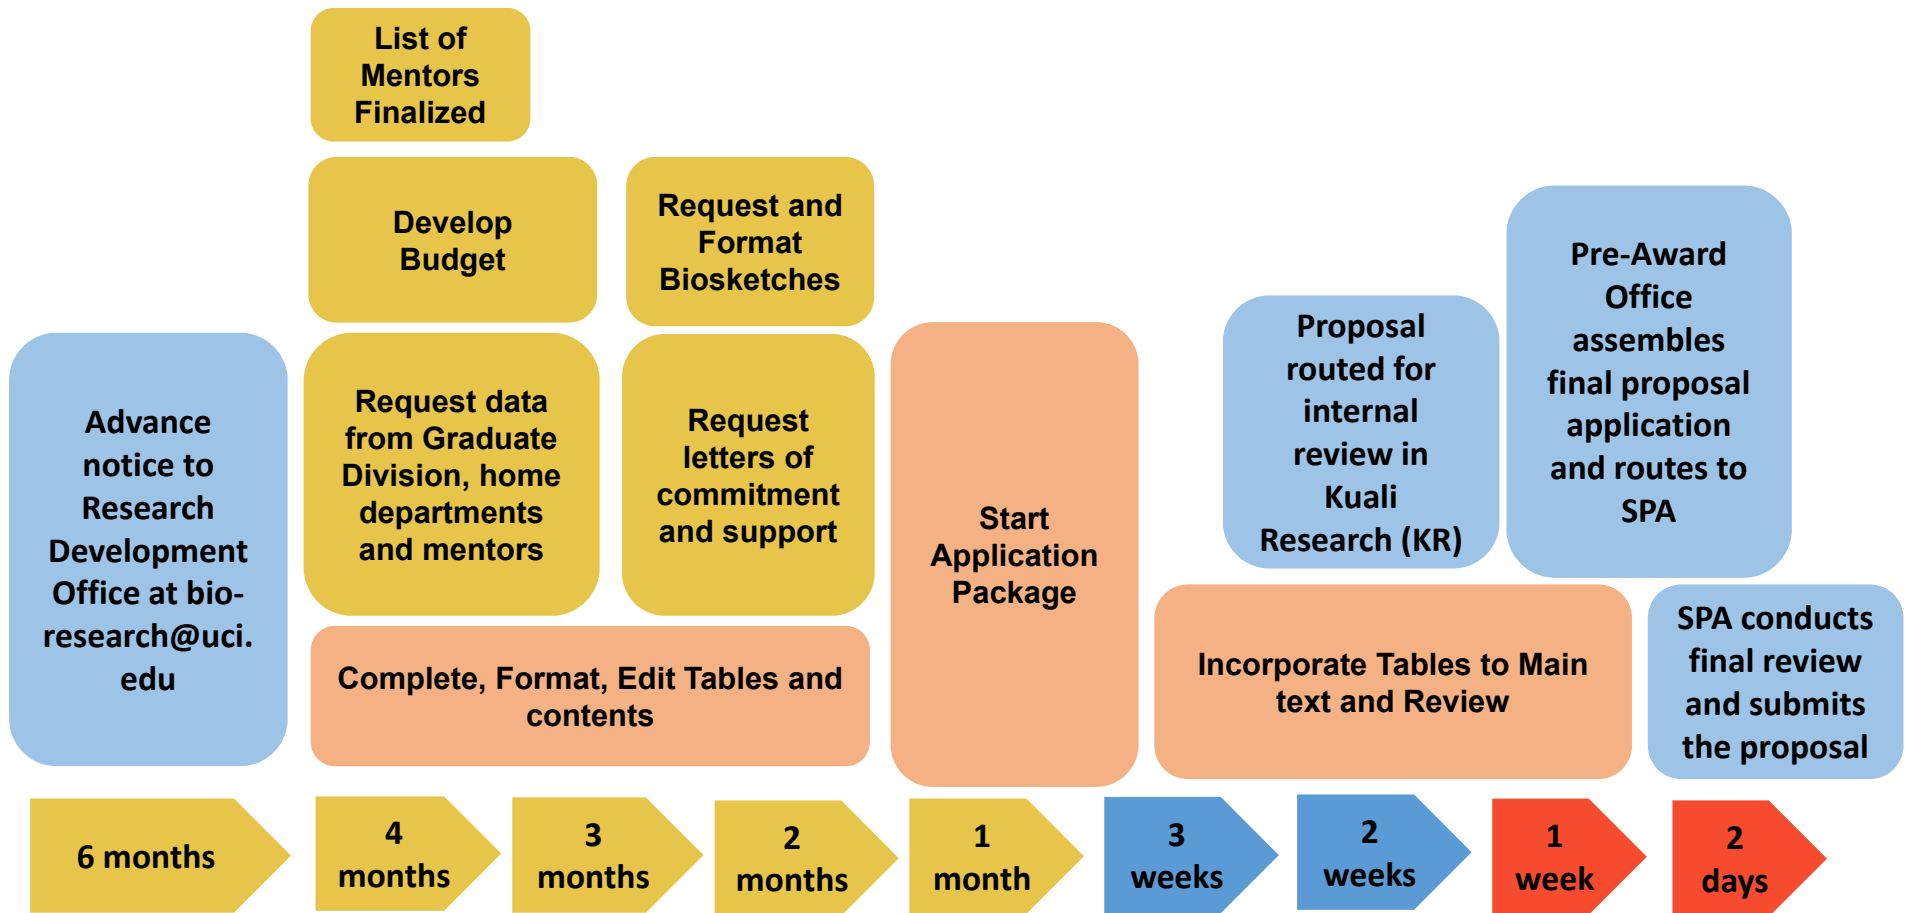 List of
Mentors
Finalized
Develop
Budget
Request and
Format
Biosketches
Advance
notice to
Research
Development
Office at bio-
research@uci.
edu
Request data
from Graduate
Division, home
departments
and mentors
Request
letters of
commitment
and support
Complete, Format, Edit Tables and
contents
Start
Application
Package
Proposal
routed for
internal
review in
Kuali
Research (KR)
Pre-Award
Office
assembles
final proposal
application
and routes to
SPA
Incorporate Tables to Main
text and Review
SPA conducts
final review
and submits
the proposal
6 months
4
months
3
months
2
months
1
month
3
weeks
2
weeks
1
week
2
days